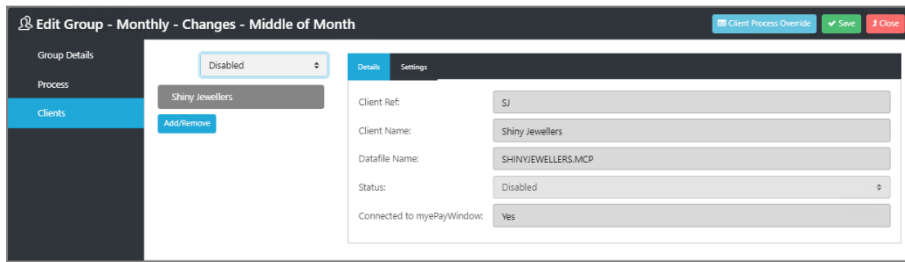 Edit Group - Monthly - Changes - Middle of Month
Client Process Override
Save
Close
Group Details
Process
Clients
Disabled
Shiny Jewellers
Add/Remove
Details
Settings
Client Ref:
SJ
Client Name:
Shiny Jewellers
Datafile Name:
SHINYJEWELLERS.MCP
Status:
Disabled
Connected to myePayWindow:
Yes